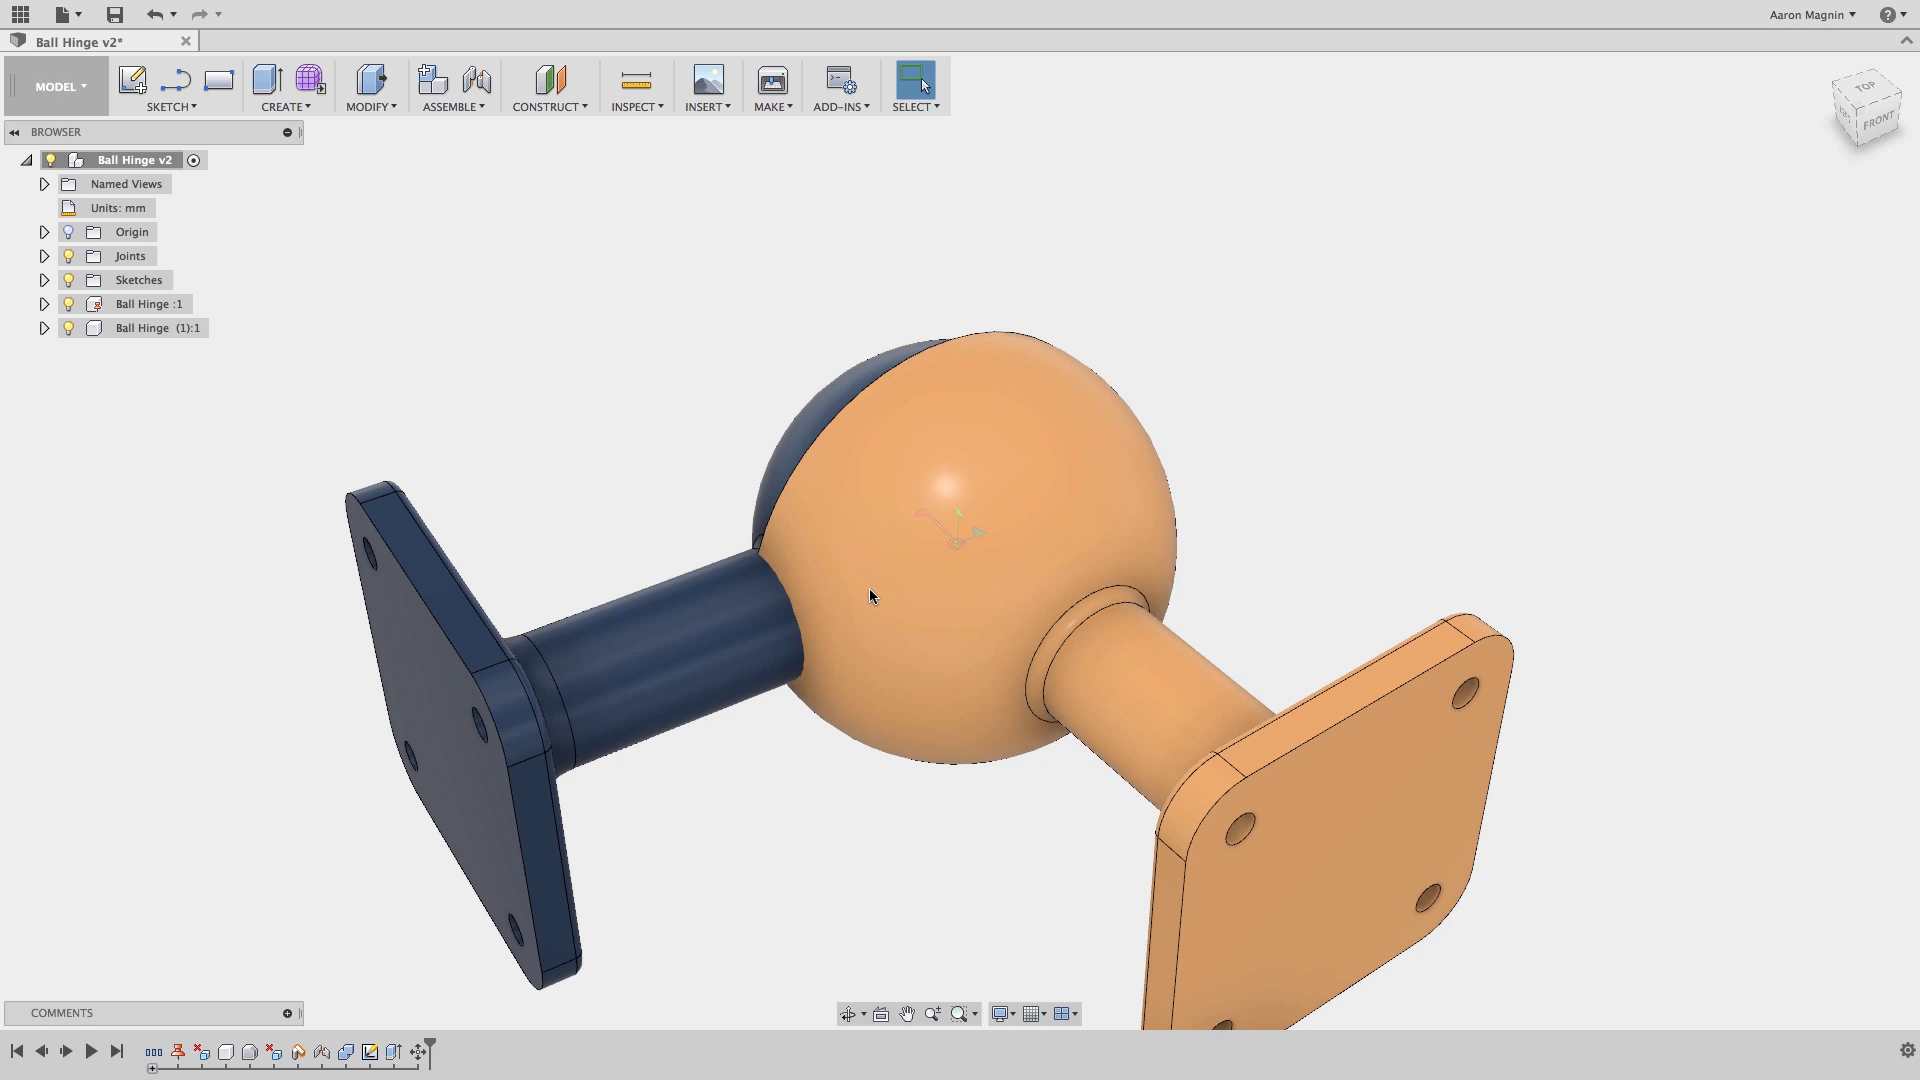 Aaron Magnin
Ball Hinge v2*
MODEL
SKETCH
CREATE
MODIFY
ASSEMBLE
CONSTRUCT
INSPECT
INSERT
MAKE
ADD-INS
SELECT
TOP
FRONT
BROWSER
Ball Hinge v2
Named Views
Units: mm
Origin
Joints
Sketches
Ball Hinge :1
Ball Hinge (1):1
COMMENTS